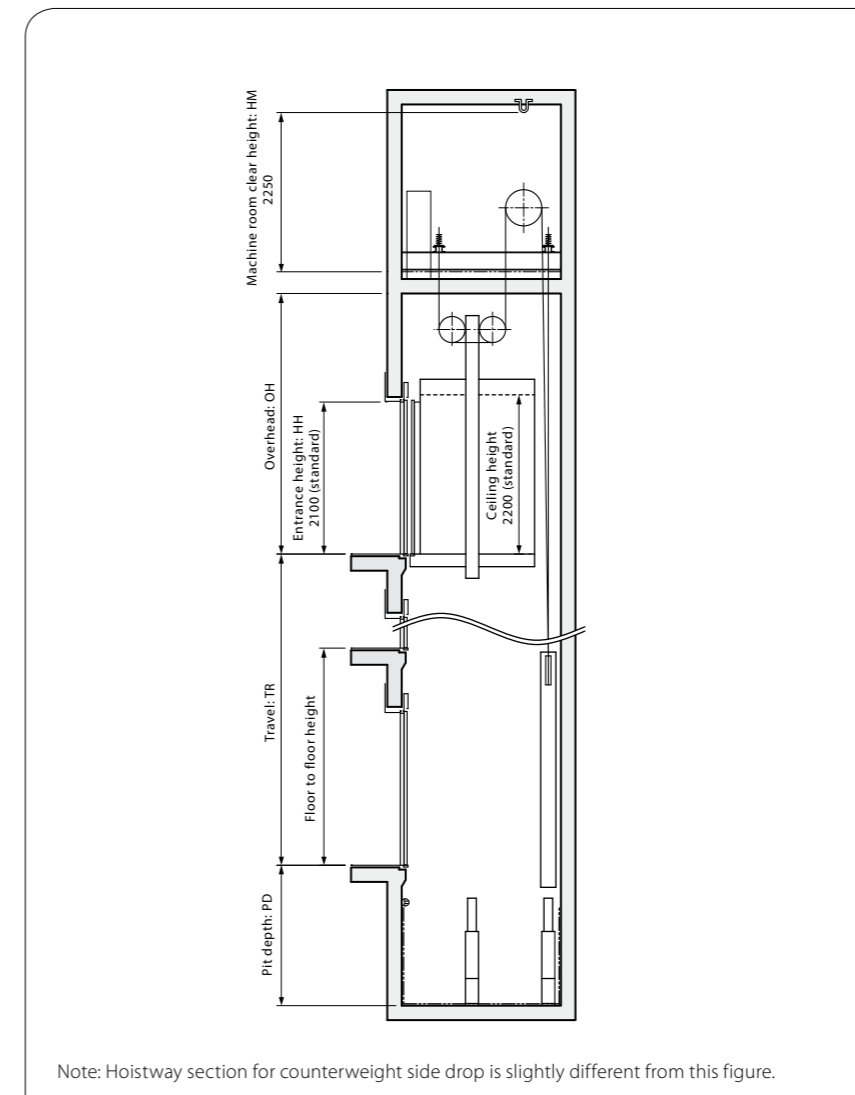 Machine room clear height: HM
2250
Overhead: OH
Entrance height: HH
2100 (standard)
Ceiling height
2200 (standard)
Travel: TR
Floor to floor height
Pit depth: PD
Note: Hoistway section for counterweight side drop is slightly different from this figure.